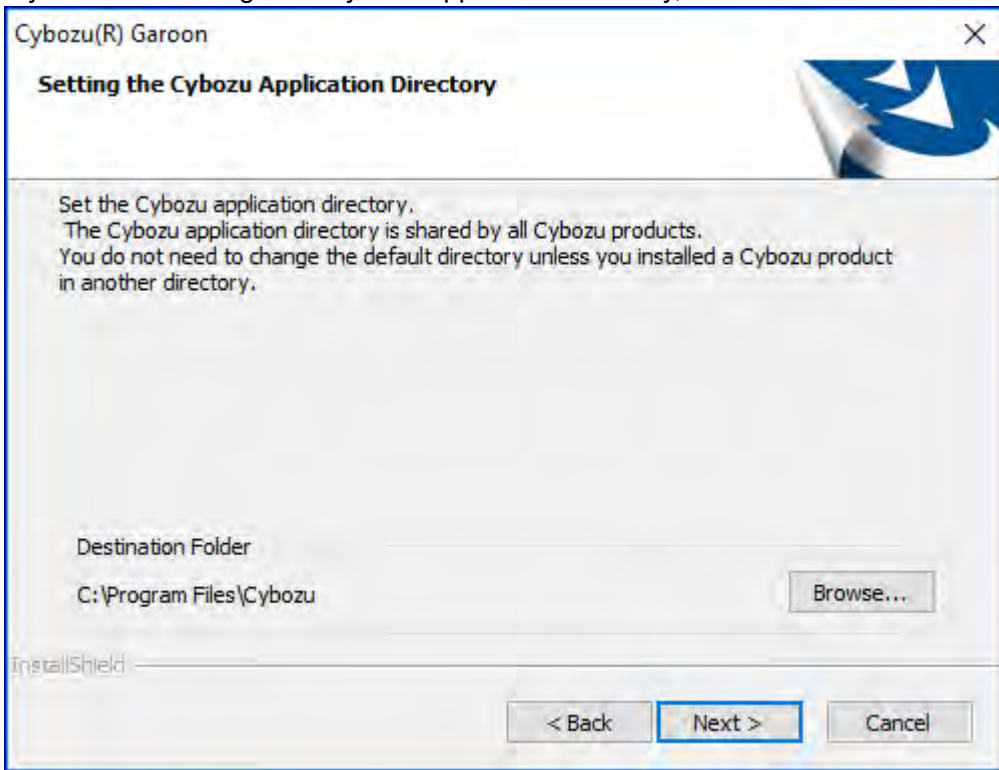 Cybozu(R) Garoon
Setting the Cybozu Application Directory
Set the Cybozu application directory.
The Cybozu application directory is shared by all Cybozu products.
You do not need to change the default directory unless you installed a Cybozu product
in another directory.
Destination Folder
C:\Program Files\Cybozu
Browse...
InstallShield
< Back
Next >
Cancel